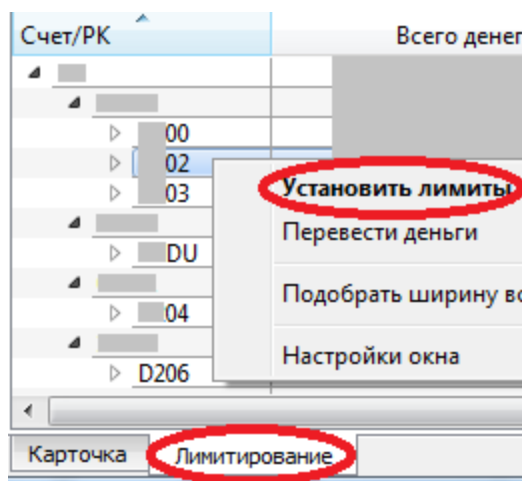 Счет/РК
Всего денег
00
02
03
Установить лимиты
Перевести деньги
DU
Подобрать ширину
04
Настройки окна
D206
Карточка
Лимитирование